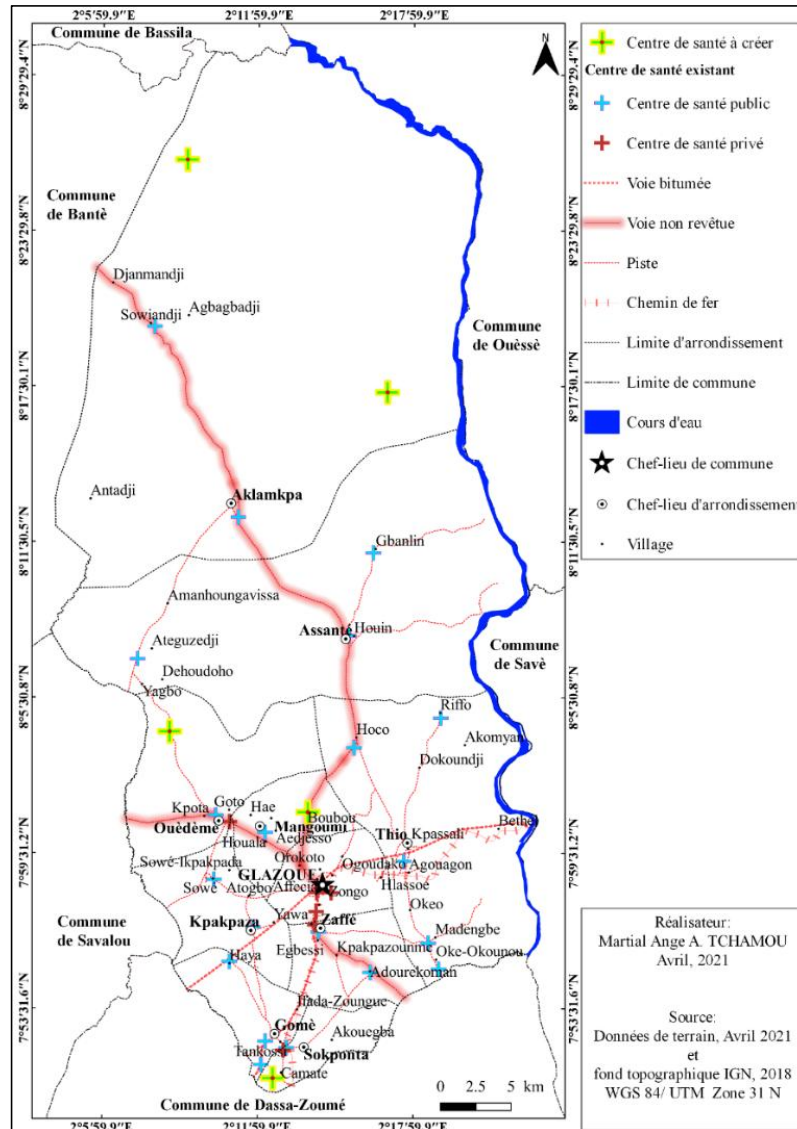 2°5'59.9"E
2°11'59.9"E
2°17'59.9"E
Commune de Bassila
N
8°29'29.4"N
8°29'29.4"N
Commune
de Bantè
8°23'29.8"N
8°23'29.8"N
Djanmandji
Agbagbadji
Sowiandji
Commune
de Ouèssè
8°17'30.1"N
8°17'30.1"N
Antadji
Aklamkpa
8°11'30.5"N
8°11'30.5"N
Gbanlin
Amanhoungavissa
Assanté
Houin
Ateguzedji
Commune
de Savè
Dehoudoho
Yagbo
8°5'30.8"N
8°5'30.8"N
Riffo
Hoco
Akomyan
Dokoundji
Kpota
Goto
Hae
Boubou
Ouèdèmè
Mangoumi
Bethel
Houala
Aedjesso
Thio
Kpassali
7°59'31.2"N
7°59'31.2"N
Sowé-Ikpakpada
Orokoto
Ogoudako
Agouagon
GLAZOUE
Sowé
Atogbo
Affecia
Zongo
Hlassoe
Okeo
Commune
de Savalou
Kpakpaza
Yawa
Zaffé
Madengbe
Haya
Egbessi
Kpakpazoumme
Oke-Okounou
Adourekoman
7°53'31.6"N
7°53'31.6"N
Ifada-Zoungue
Gomè
Akouegba
Tankossi
Sokponta
Camate
Commune de Dassa-Zoumé
0 2.5 5 km
2°5'59.9"E
2°11'59.9"E
2°17'59.9"E
Centre de santé à créer
Centre de santé existant
Centre de santé public
Centre de santé privé
Voie bitumée
Voie non revêtue
Piste
Chemin de fer
Limite d'arrondissement
Limite de commune
Cours d'eau
Chef-lieu de commune
Chef-lieu d'arrondissement
Village
Réalisateur:
Martial Ange A. TCHAMOU
Avril, 2021
Source:
Données de terrain, Avril 2021
et
fond topographique IGN, 2018
WGS 84/ UTM Zone 31 N